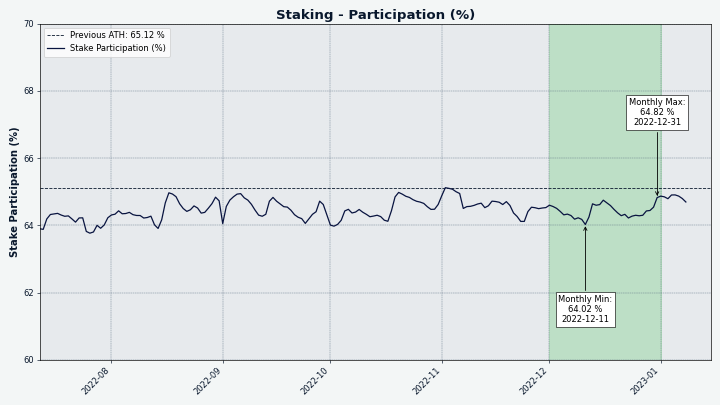 Staking - Participation (%)
Previous ATH: 65.12 %
Stake Participation (%)
Stake Participation (%)
70
68
66
64
62
60
Monthly Max:
64.82 %
2022-12-31
Monthly Min:
64.02 %
2022-12-11
2022-08
2022-09
2022-10
2022-11
2022-12
2023-01